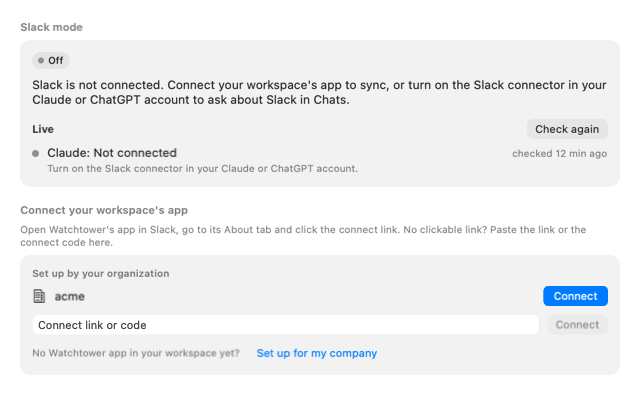 Slack mode
Off
Slack is not connected. Connect your workspace's app to sync, or turn on the Slack connector in your
Claude or ChatGPT account to ask about Slack in Chats.
Live
Check again
Claude: Not connected
checked 12 min ago
Turn on the Slack connector in your Claude or ChatGPT account.
Connect your workspace's app
Open Watchtower's app in Slack, go to its About tab and click the connect link. No clickable link? Paste the link or the
connect code here.
Set up by your organization
acme
Connect
Connect link or code
Connect
No Watchtower app in your workspace yet?
Set up for my company